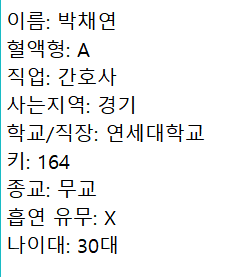 이름: 박채연
혈액형: A
직업: 간호사
사는지역: 경기
학교/직장: 연세대학교
키: 164
종교: 무교
흡연 유무: X
나이대: 30대